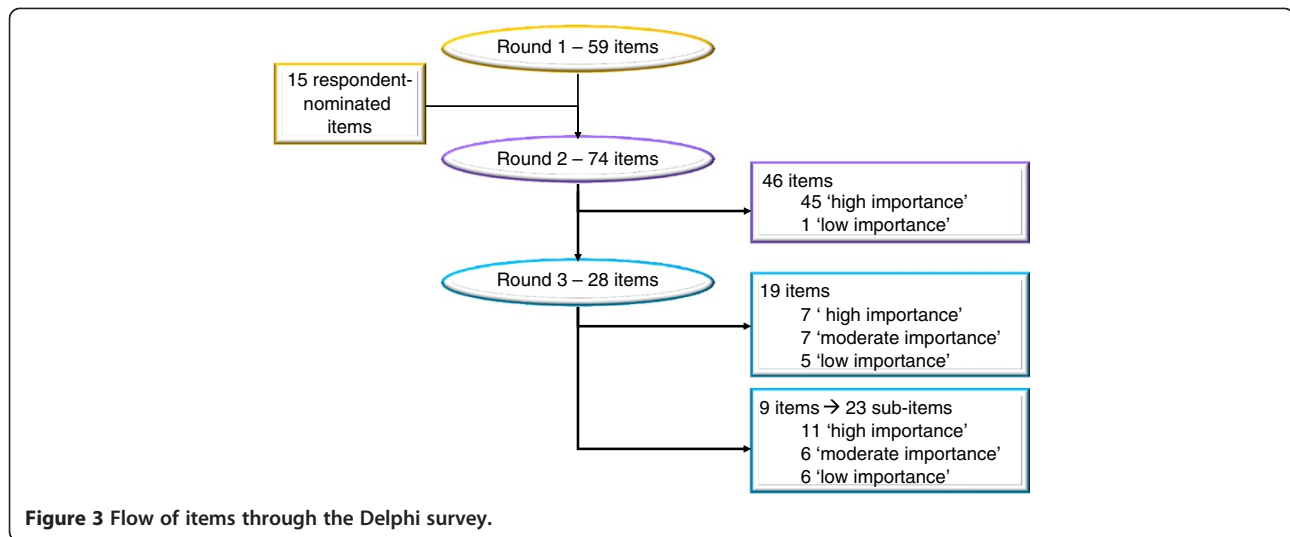 Round 1 – 59 items
15 respondent-
nominated
items
Round 2 – 74 items
46 items
45 ‘high importance’
1 ‘low importance’
Round 3 – 28 items
19 items
7 ‘ high importance’
7 ‘moderate importance’
5 ‘low importance’
9 items → 23 sub-items
11 ‘high importance’
6 ‘moderate importance’
6 ‘low importance’
Figure 3 Flow of items through the Delphi survey.